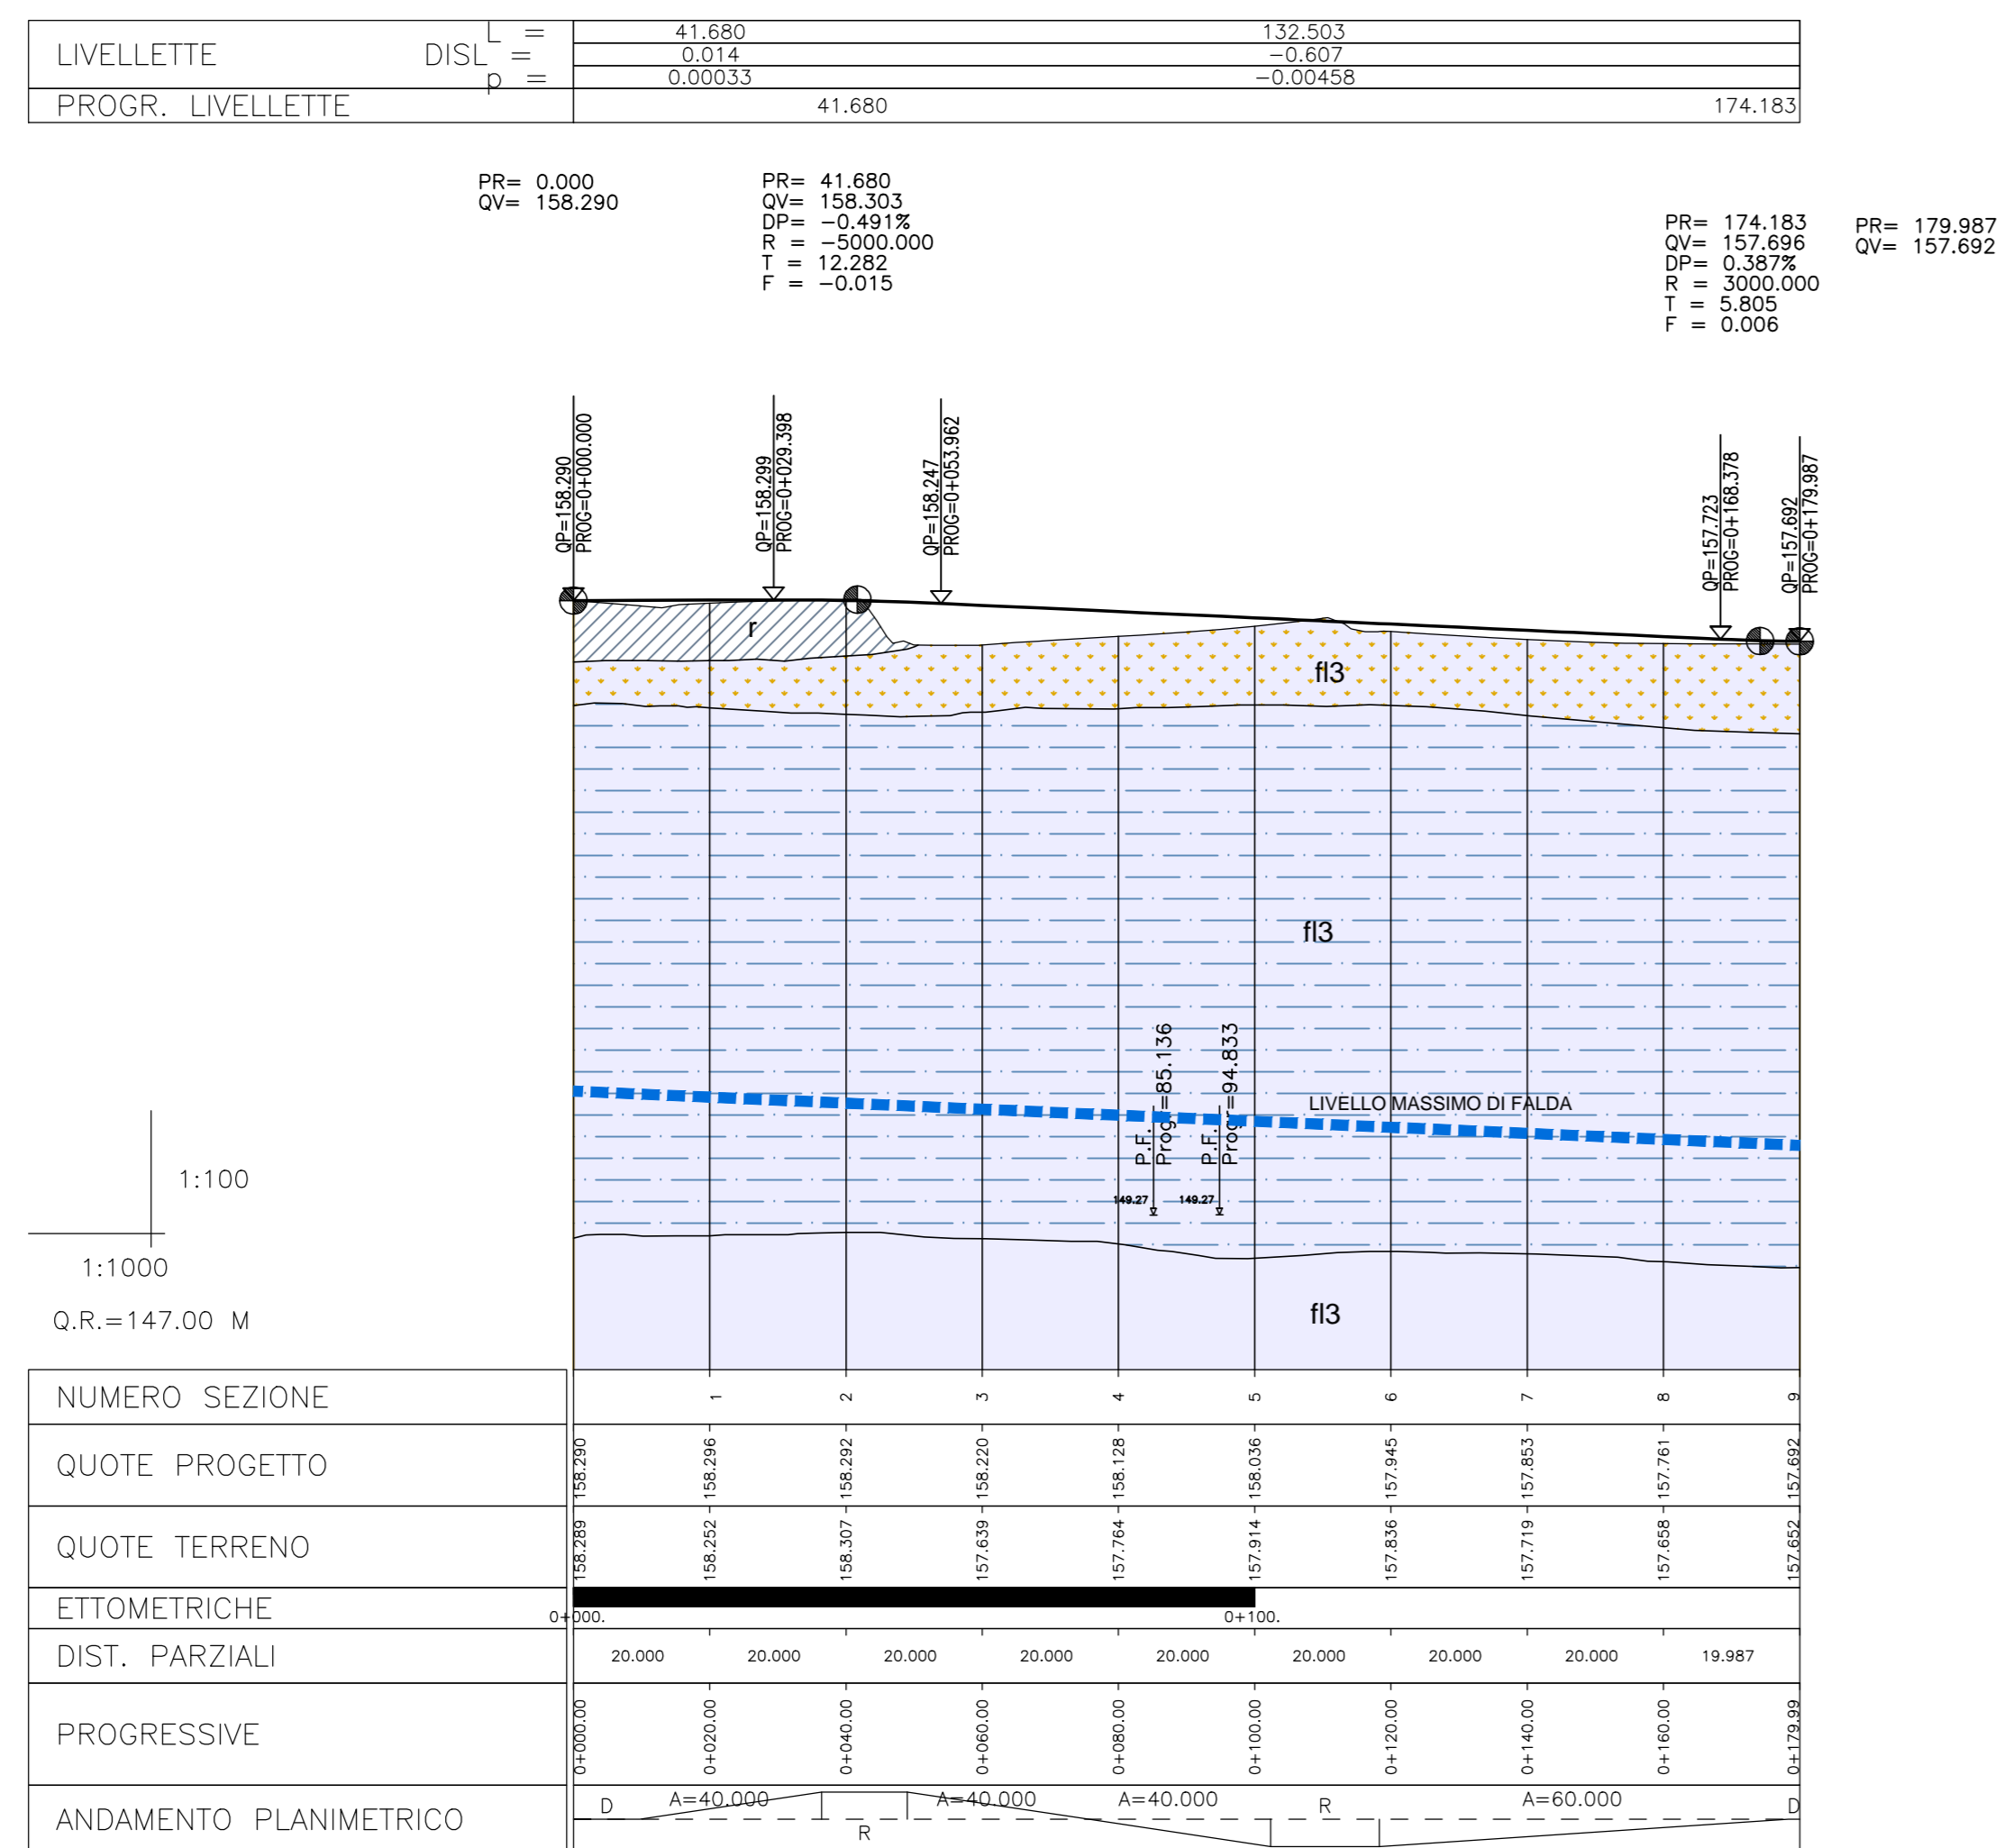 L =
41.680 132.503
LIVELLETTE DISL =
0.014 -0.607
p =
0.00033 -0.00458
PROGR. LIVELLETTE 41.680 174.183
PR= 0.000
QV= 158.290
PR= 41.680
QV= 158.303
DP= -0.491%
R = -5000.000
T = 12.282
F = -0.015
PR= 174.183
QV= 157.696
DP= 0.387%
R = 3000.000
T = 5.805
F = 0.006
PR= 179.987
QV= 157.692
QP=158.290
PROG=0+000.000
QP=158.299
PROG=0+029.398
QP=158.247
PROG=0+053.962
QP=157.723
PROG=0+168.378
QP=157.692
PROG=0+179.987
r
fl3
fl3
P.F.
Progr=85.136
P.F.
Progr=94.833
LIVELLO MASSIMO DI FALDA
149.27 149.27
fl3
1:100
1:1000
Q.R.=147.00 M
NUMERO SEZIONE 1 2 3 4 5 6 7 8 9
QUOTE PROGETTO 158.290 158.296 158.292 158.220 158.128 158.036 157.945 157.853 157.761 157.692
QUOTE TERRENO 158.289 158.252 158.307 157.639 157.764 157.914 157.836 157.719 157.658 157.652
ETTOMETRICHE 0+000. 0+100.
DIST. PARZIALI 20.000 20.000 20.000 20.000 20.000 20.000 20.000 20.000 19.987
PROGRESSIVE 0+000.00 0+020.00 0+040.00 0+060.00 0+080.00 0+100.00 0+120.00 0+140.00 0+160.00 0+179.99
ANDAMENTO PLANIMETRICO D A=40.000 R A=40.000 A=40.000 R A=60.000 D